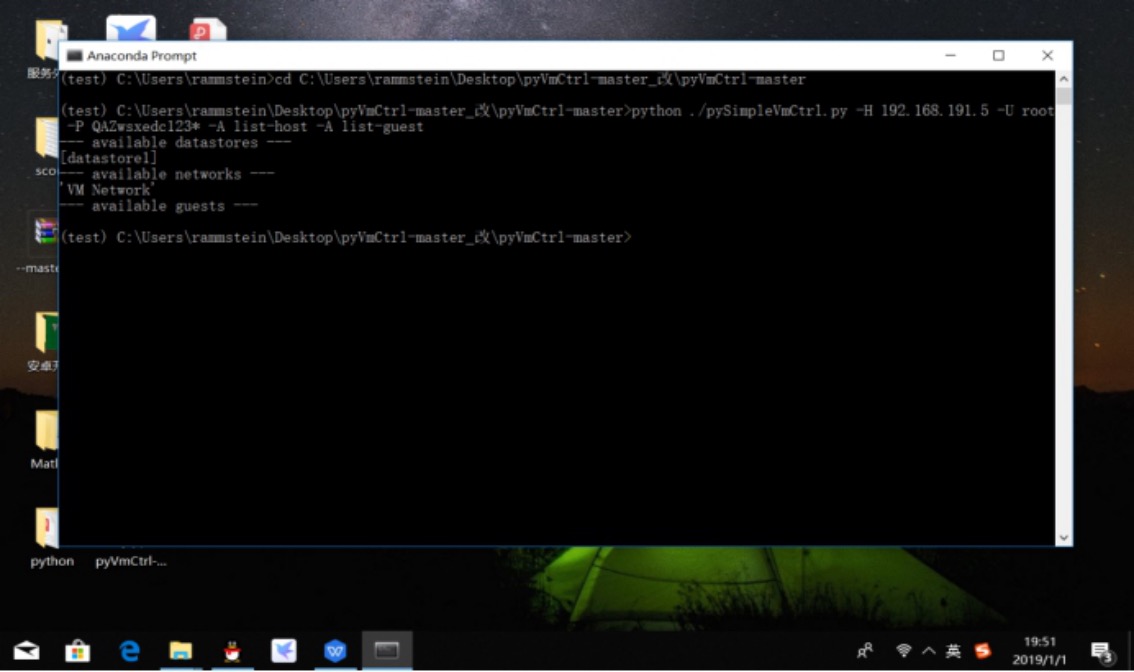 Anaconda Prompt
(test) C:\Users\rammstein>cd C:\Users\rammstein\Desktop\pyVmCtrl-master_改\pyVmCtrl-master
(test) C:\Users\rammstein\Desktop\pyVmCtrl-master_改\pyVmCtrl-master>python ./pySimpleVmCtrl.py -H 192.168.191.5 -U root
-P QAZwsxedc123* -A list-host -A list-guest
--- available datastores ---
[datastore1]
--- available networks ---
'VM Network'
--- available guests ---
(test) C:\Users\rammstein\Desktop\pyVmCtrl-master_改\pyVmCtrl-master>
服务
sco
--maste
安卓开
Matl
python pyVmCtrl-...
英
19:51
2019/1/1
3